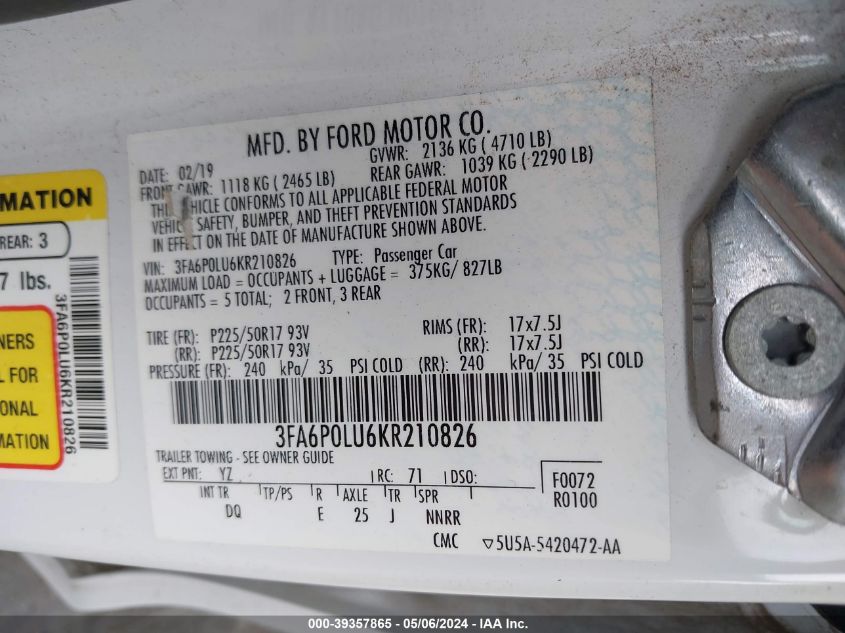 MFD. BY FORD MOTOR CO.
DATE: 02/19 GVWR: 2136 KG ( 4710 LB)
FRONT GAWR: 1118 KG ( 2465 LB) REAR GAWR: 1039 KG ( 2290 LB)
THIS VEHICLE CONFORMS TO ALL APPLICABLE FEDERAL MOTOR
VEHICLE SAFETY, BUMPER, AND THEFT PREVENTION STANDARDS
IN EFFECT ON THE DATE OF MANUFACTURE SHOWN ABOVE.
VIN: 3FA6P0LU6KR210826 TYPE: Passenger Car
MAXIMUM LOAD = OCCUPANTS + LUGGAGE = 375KG/ 827LB
OCCUPANTS = 5 TOTAL; 2 FRONT, 3 REAR
TIRE (FR): P225/50R17 93V RIMS (FR): 17x7.5J
(RR): P225/50R17 93V (RR): 17x7.5J
PRESSURE (FR): 240 kPa/ 35 PSI COLD (RR): 240 kPa/ 35 PSI COLD
3FA6P0LU6KR210826
TRAILER TOWING - SEE OWNER GUIDE
EXT PNT: YZ RC: 71 DSO:
F0072
R0100
INT TR TP/PS R AXLE TR SPR
DQ E 25 J NNRR
CMC 5U5A-5420472-AA
MATION
REAR: 3
7 lbs.
3FA6P0LU6KR210826
NERS
L FOR
ONAL
MATION
000-39357865 - 05/06/2024 - IAA Inc.